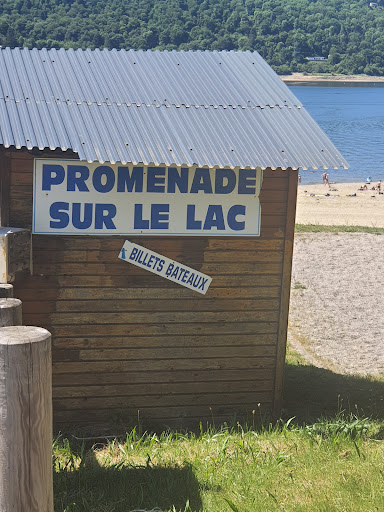 PROMENADE
SUR LE LAC
BILLETS BATEAUX